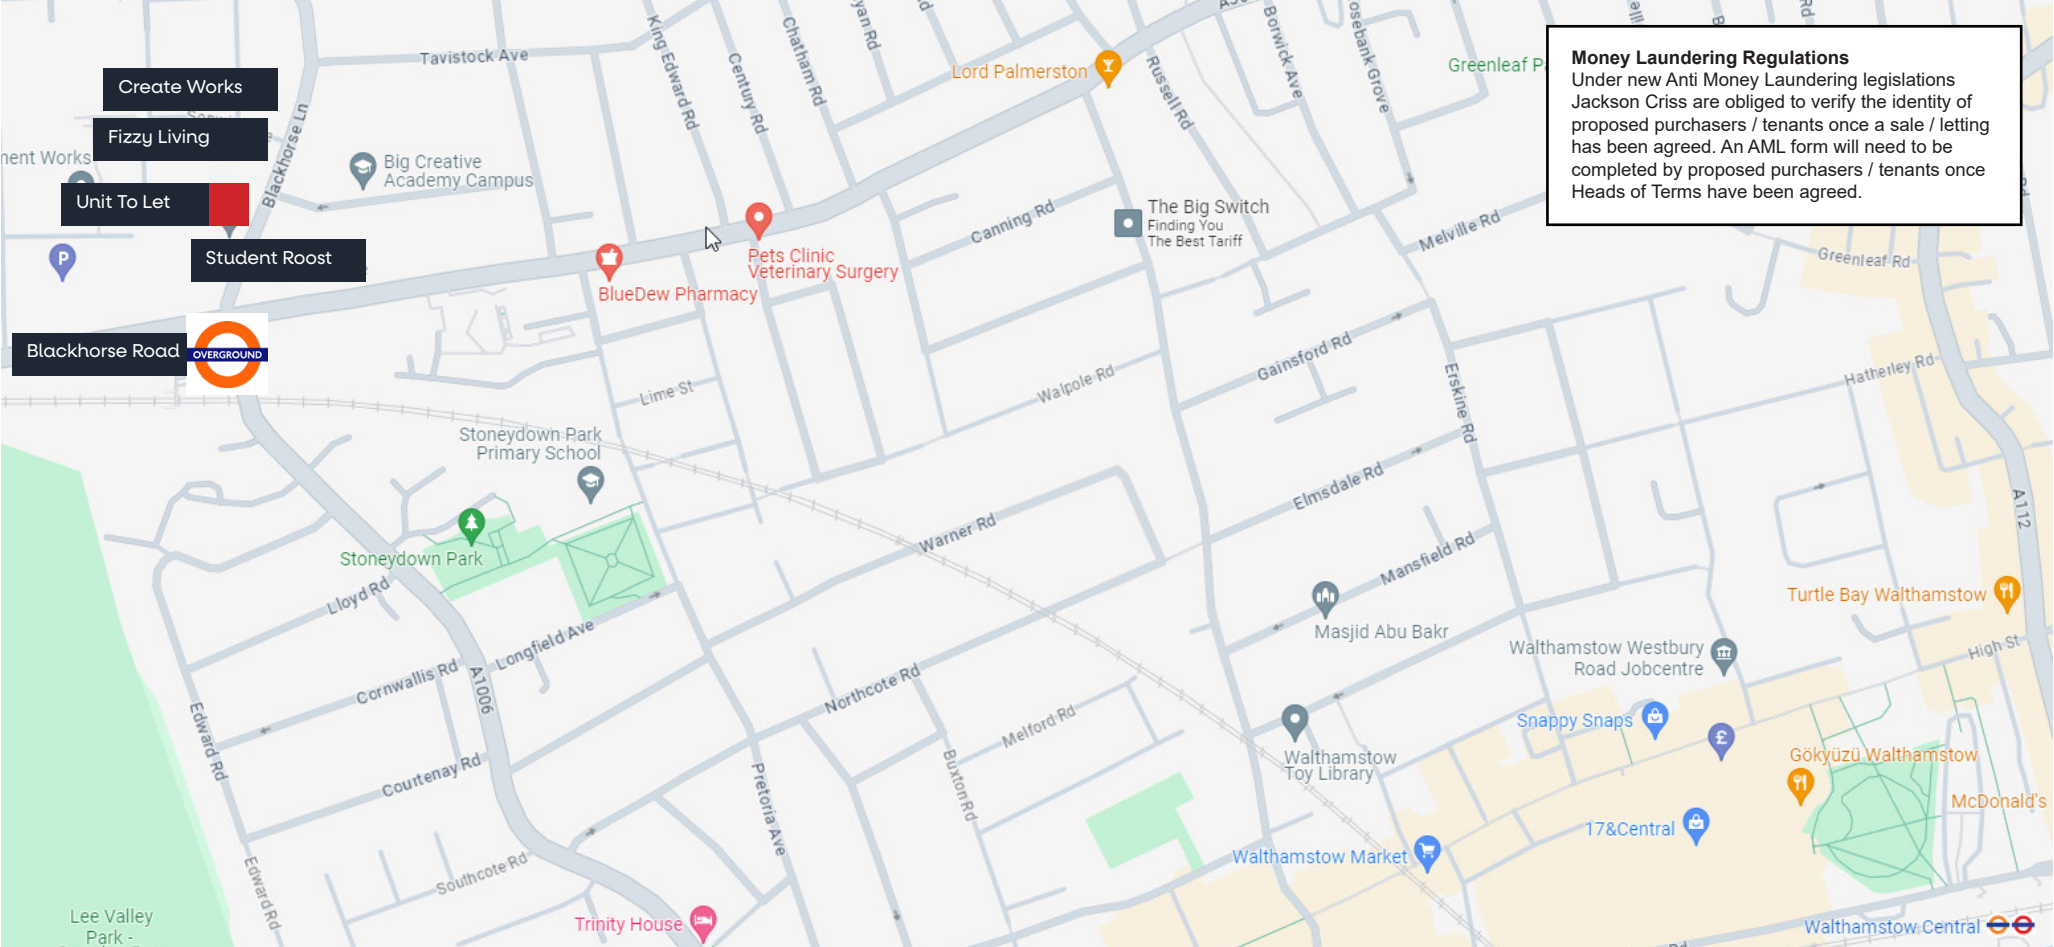 Money Laundering Regulations
Under new Anti Money Laundering legislations
Jackson Criss are obliged to verify the identity of
proposed purchasers / tenants once a sale / letting
has been agreed. An AML form will need to be
completed by proposed purchasers / tenants once
Heads of Terms have been agreed.
Create Works
Fizzy Living
Unit To Let
Student Roost
Blackhorse Road
OVERGROUND
Blackhorse Ln
Tavistock Ave
King Edward Rd
Century Rd
Chatham Rd
Lord Palmerston
Russell Rd
Borwick Ave
Greenleaf
Works
Big Creative
Academy Campus
P
Pets Clinic
Veterinary Surgery
BlueDew Pharmacy
Canning Rd
The Big Switch
Finding You
The Best Tariff
Melville Rd
Greenleaf Rd
Gainsford Rd
Erskine Rd
Hatherley Rd
Lime St
Walpole Rd
Stoneydown Park
Primary School
Elmsdale Rd
A112
Stoneydown Park
Warner Rd
Mansfield Rd
Lloyd Rd
Longfield Ave
Masjid Abu Bakr
Turtle Bay Walthamstow
Walthamstow Westbury
Road Jobcentre
High St
Cornwallis Rd
A1006
Northcote Rd
Melford Rd
Snappy Snaps
£
Edward Rd
Courtenay Rd
Pretoria Ave
Buxton Rd
Walthamstow
Toy Library
Gökyüzü Walthamstow
McDonald's
17&Central
Walthamstow Market
Southcote Rd
Edward Rd
Lee Valley
Park -
Trinity House
Walthamstow Central